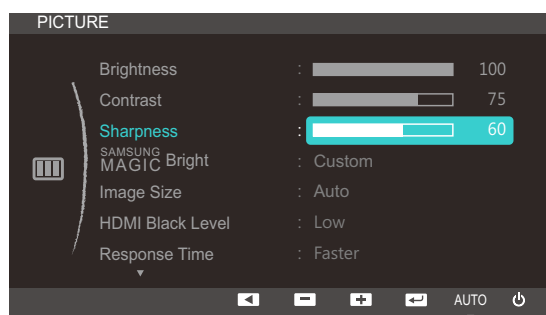 PICTURE
Brightness : 100
Contrast : 75
Sharpness : 60
SAMSUNG
MAGIC Bright : Custom
Image Size : Auto
HDMI Black Level : Low
Response Time : Faster
AUTO